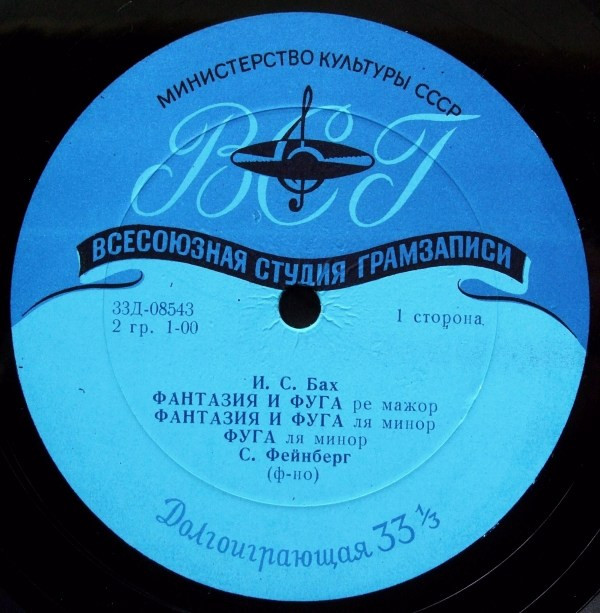 МИНИСТЕРСТВО КУЛЬТУРЫ СССР
ВСГ
ВСЕСОЮЗНАЯ СТУДИЯ ГРАМЗАПИСИ
33Д-08543
2 гр. 1-00
1 сторона
И. С. Бах
ФАНТАЗИЯ И ФУГА ре мажор
ФАНТАЗИЯ И ФУГА ля минор
ФУГА ля минор
С. Фейнберг
(ф-но)
Долгоиграющая 33 1/3